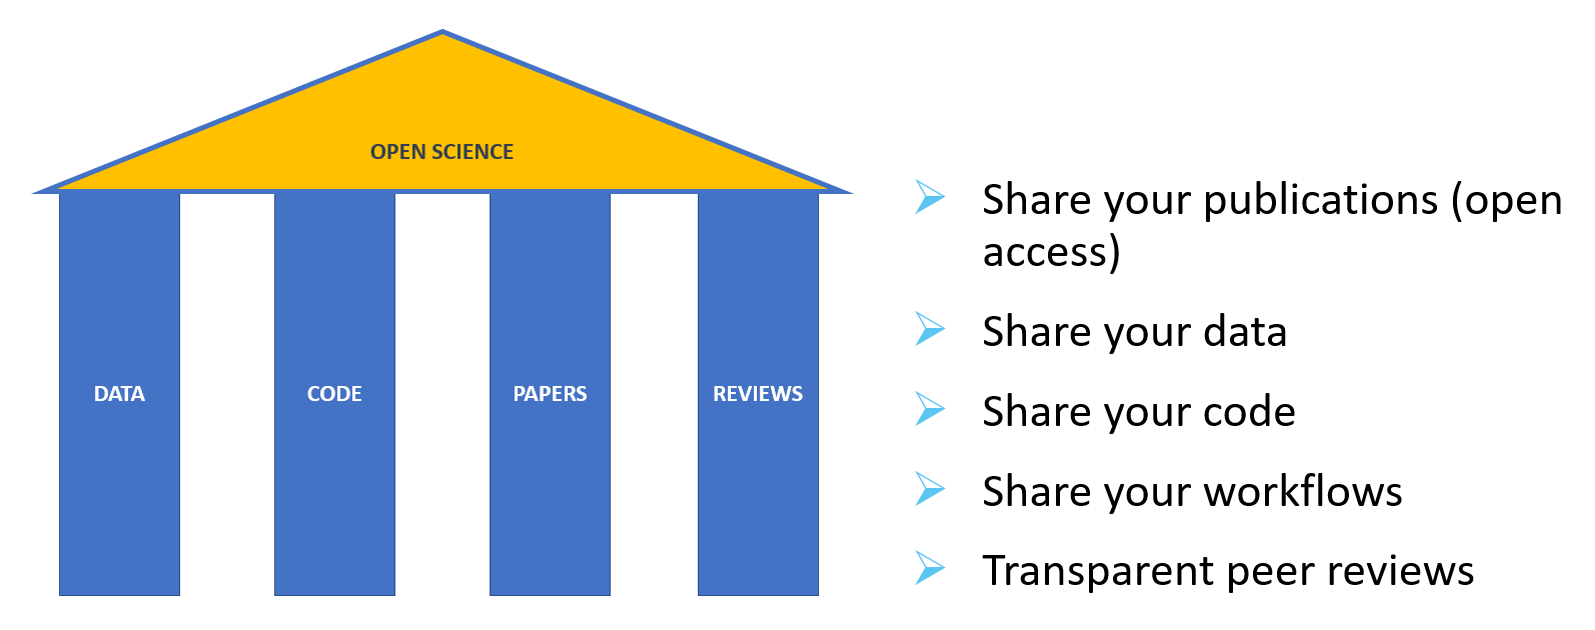 OPEN SCIENCE
DATA
CODE
PAPERS
REVIEWS
Share your publications (open
access)
Share your data
Share your code
Share your workflows
Transparent peer reviews